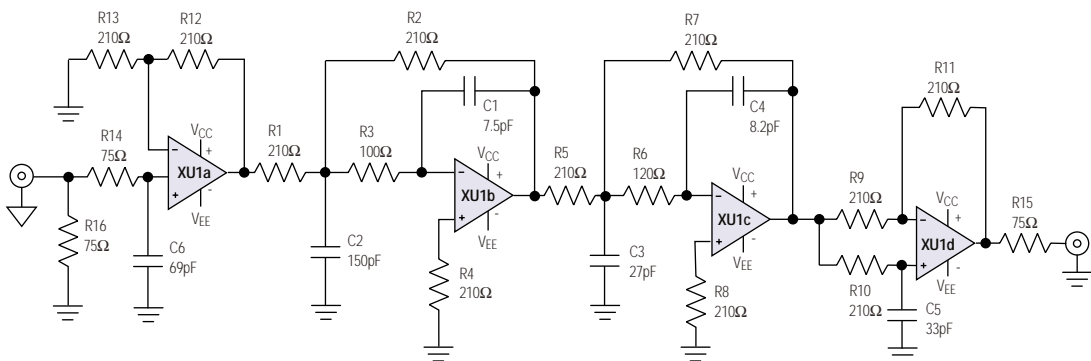 R13
210Ω
R12
210Ω
R2
210Ω
R7
210Ω
R11
210Ω
C1
7.5pF
C4
8.2pF
R14
75Ω
VCC
+
-
+
XU1a
-
VEE
R1
210Ω
R3
100Ω
VCC
+
-
+
XU1b
-
VEE
R5
210Ω
R6
120Ω
VCC
+
-
+
XU1c
-
VEE
R9
210Ω
VCC
+
-
+
XU1d
-
VEE
R15
75Ω
R16
75Ω
C6
69pF
C2
150pF
R4
210Ω
C3
27pF
R8
210Ω
R10
210Ω
C5
33pF